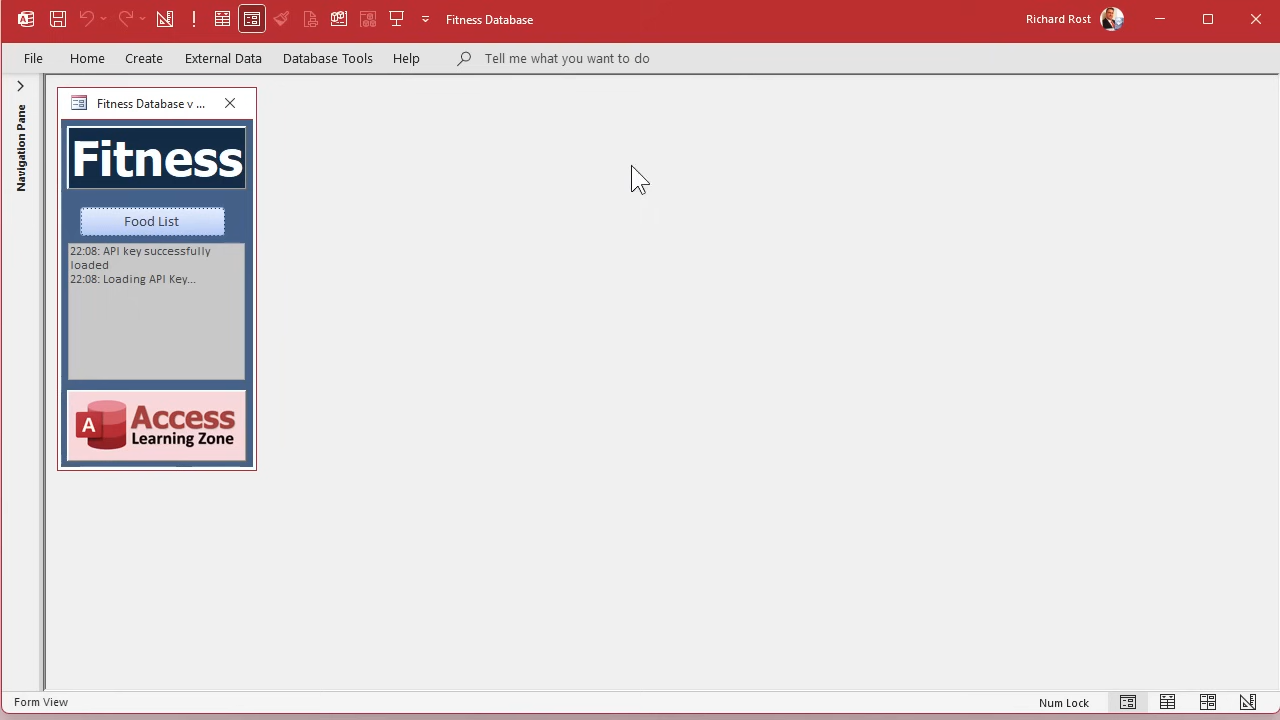 Fitness Database
Richard Rost
File
Home
Create
External Data
Database Tools
Help
Tell me what you want to do
Navigation Pane
Fitness Database v ...
Fitness
Food List
22:08: API key successfully
loaded
22:08: Loading API Key...
A
Access
Learning Zone
Form View
Num Lock